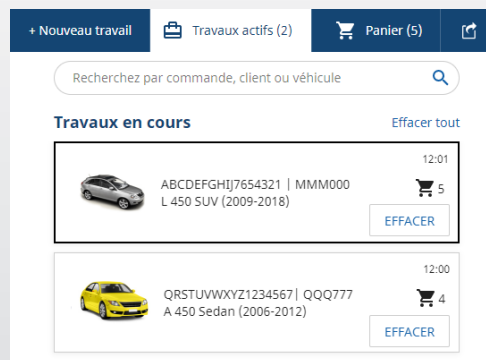 + Nouveau travail
Travaux actifs (2)
Panier (5)
Recherchez par commande, client ou véhicule
Travaux en cours
Effacer tout
12:01
ABCDEFGHIJ7654321 | MMM000
5
L 450 SUV (2009-2018)
EFFACER
12:00
QRSTUVWXYZ1234567| QQQ777
4
A 450 Sedan (2006-2012)
EFFACER